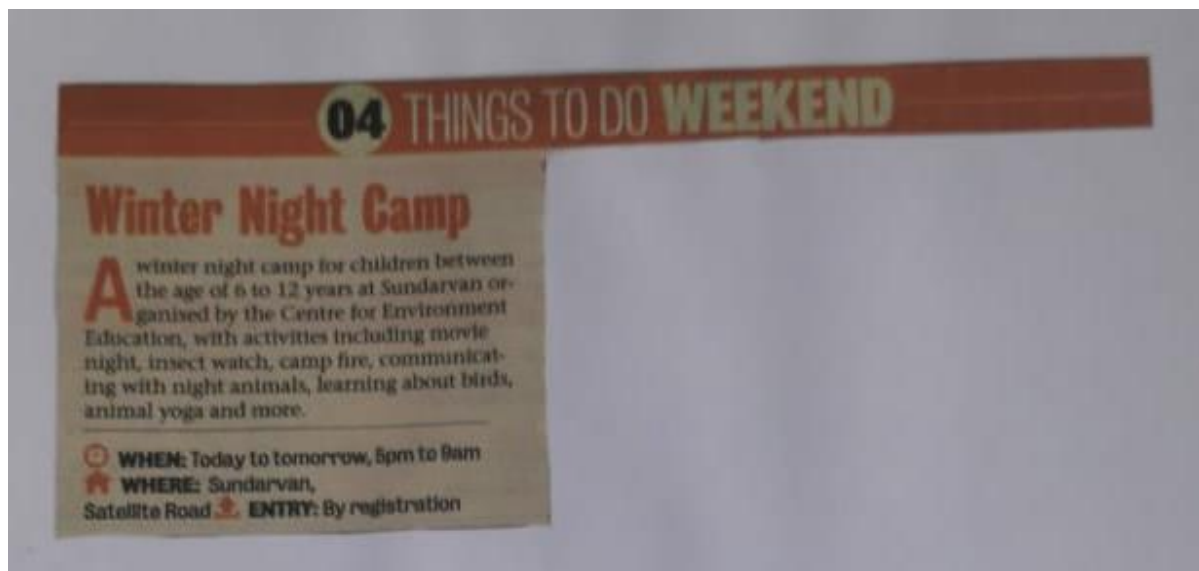 04 THINGS TO DO WEEKEND
Winter Night Camp
A winter night camp for children between
the age of 6 to 12 years at Sundarvan or-
ganised by the Centre for Environment
Education, with activities including movie
night, insect watch, camp fire, communicat-
ing with night animals, learning about birds,
animal yoga and more.
WHEN: Today to tomorrow, 5pm to 9am
WHERE: Sundarvan,
Satellite Road ENTRY: By registration